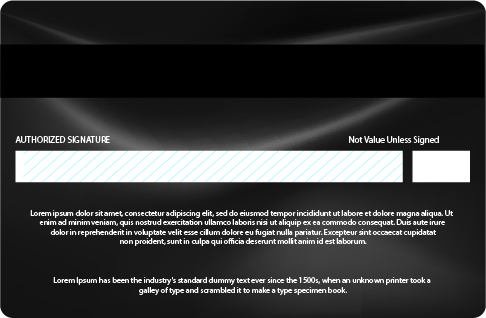 AUTHORIZED SIGNATURE Not Value Unless Signed
Lorem ipsum dolor sit amet, consectetur adipiscing elit, sed do eiusmod tempor incididunt ut labore et dolore magna aliqua. Ut
enim ad minim veniam, quis nostrud exercitation ullamco laboris nisi ut aliquip ex ea commodo consequat. Duis aute irure
dolor in reprehenderit in voluptate velit esse cillum dolore eu fugiat nulla pariatur. Excepteur sint occaecat cupidatat
non proident, sunt in culpa qui officia deserunt mollit anim id est laborum.
Lorem Ipsum has been the industry's standard dummy text ever since the 1500s, when an unknown printer took a
galley of type and scrambled it to make a type specimen book.